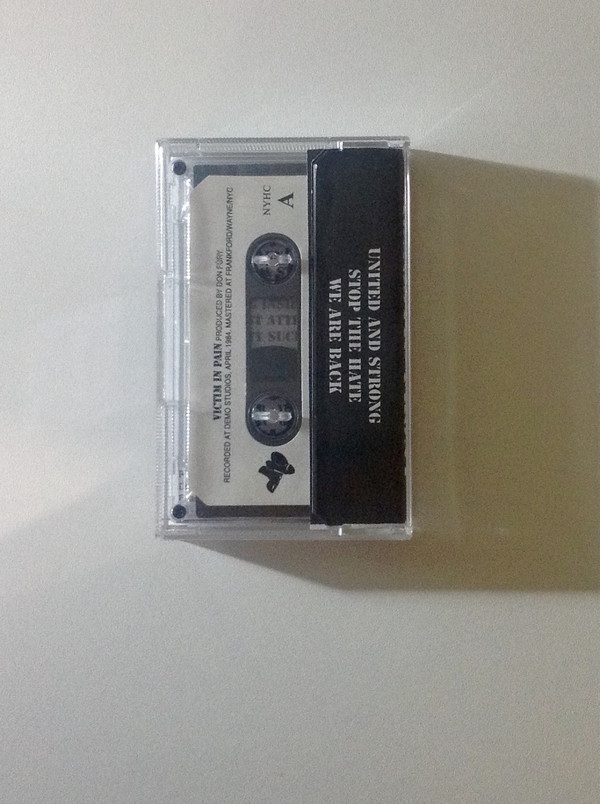 VICTIM IN PAIN PRODUCED BY DON FURY.
RECORDED AT DEMO STUDIOS, APRIL 1984. MASTERED AT FRANKFORD/WAYNE/NYC
NYHC
A
UNITED AND STRONG
STOP THE HATE
WE ARE BACK